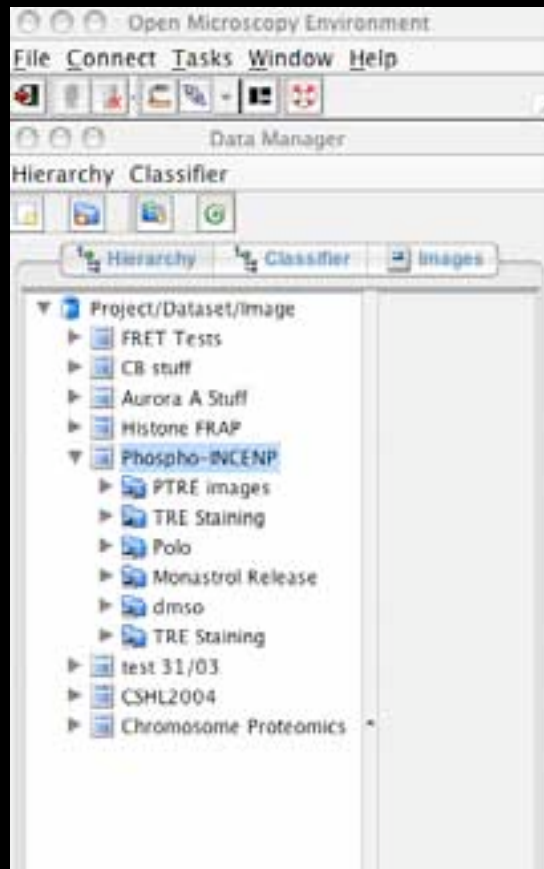 Open Microscopy Environment
File Connect Tasks Window Help
Data Manager
Hierarchy Classifier
Hierarchy Classifier Images
Project/Dataset/Image
FRET Tests
CB stuff
Aurora A Stuff
Histone FRAP
Phospho-INCENP
PTRE images
TRE Staining
Polo
Monastrol Release
dmso
TRE Staining
test 31/03
CSHL2004
Chromosome Proteomics